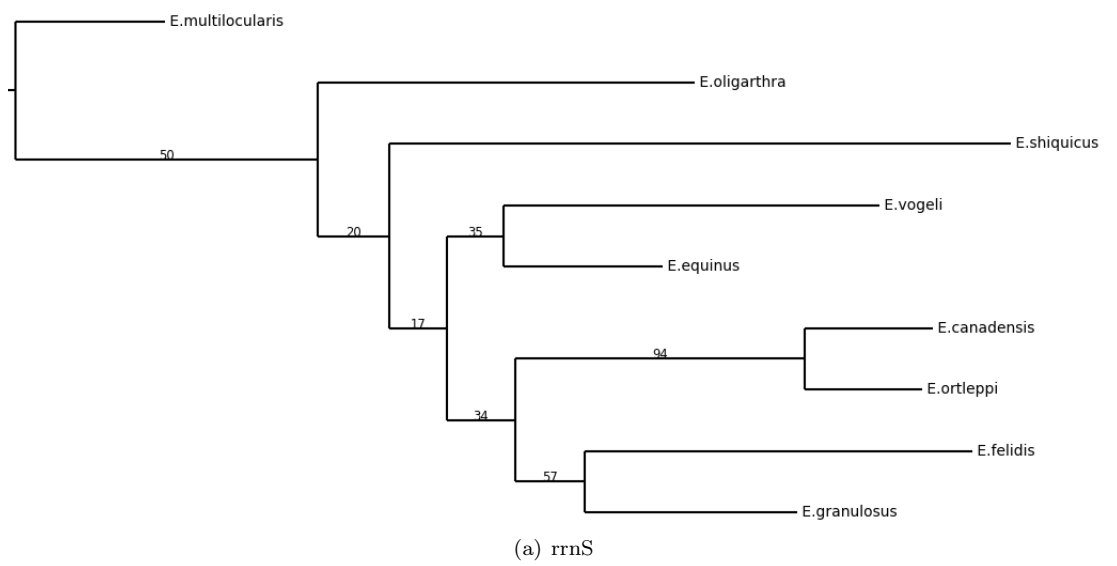 E.multilocularis
E.oligarthra
E.shiquicus
50
E.vogeli
20
35
E.equinus
17
E.canadensis
94
E.ortleppi
34
E.felidis
57
E.granulosus
(a) rrnS